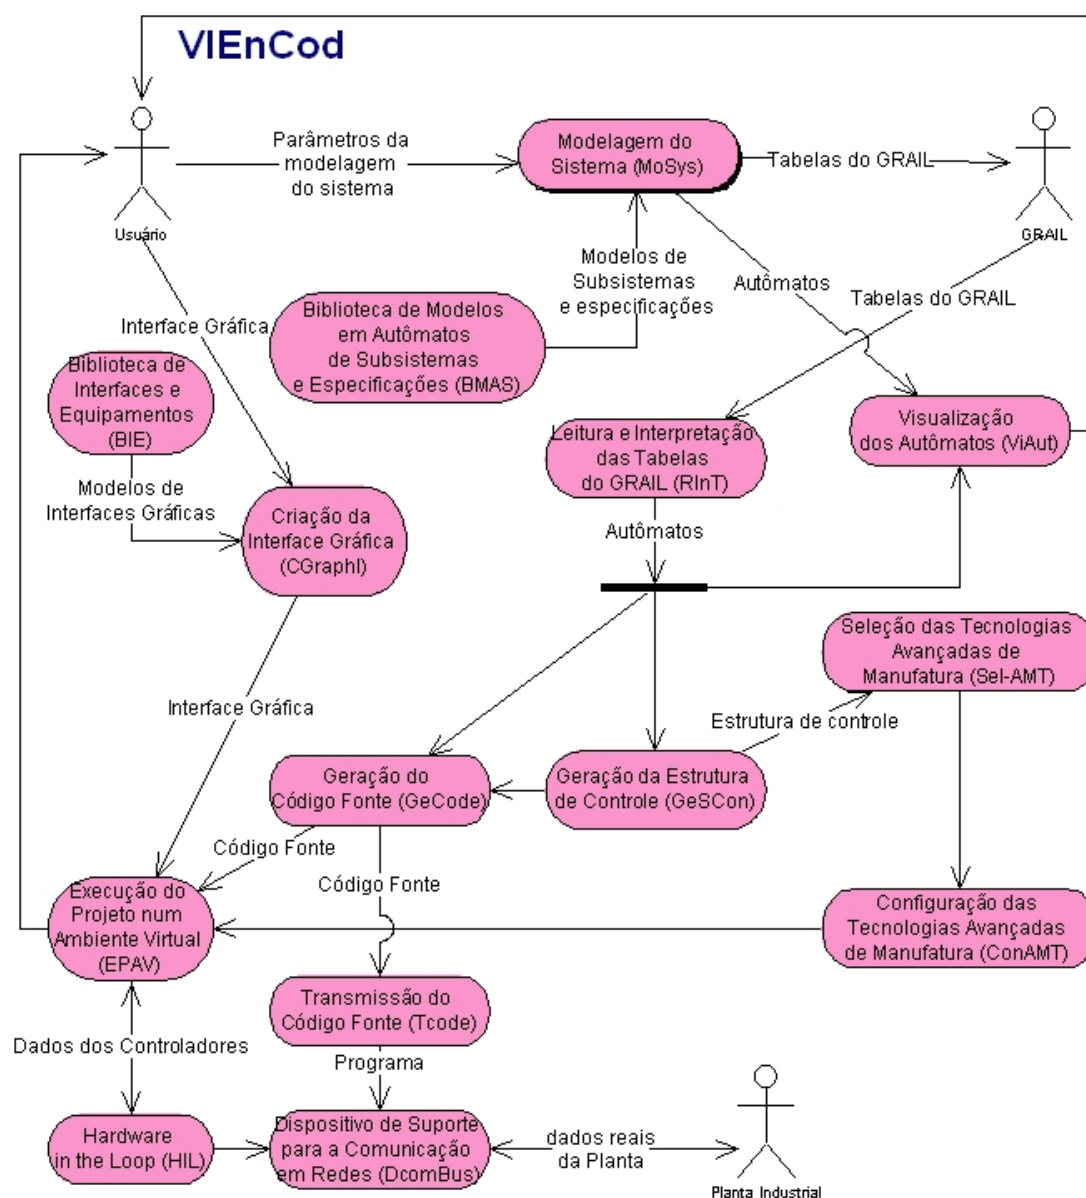 VIEnCod
Parâmetros da
modelagem
do sistema
Modelagem do
Sistema (MoSys)
Tabelas do GRAIL
Usuário
GRAIL
Modelos de
Subsistemas
e especificações
Autômatos
Tabelas do GRAIL
Interface Gráfica
Biblioteca de Modelos
em Autômatos
de Subsistemas
e Especificações (BMAS)
Biblioteca de
Interfaces e
Equipamentos
(BIE)
Leitura e Interpretação
das Tabelas
do GRAIL (RInT)
Visualização
dos Autômatos (ViAut)
Modelos de
Interfaces Gráficas
Criação da
Interface Gráfica
(CGraphI)
Autômatos
Seleção das Tecnologias
Avançadas de
Manufatura (Sel-AMT)
Interface Gráfica
Estrutura de controle
Geração do
Código Fonte (GeCode)
Geração da Estrutura
de Controle (GeSCon)
Código Fonte
Código Fonte
Execução do
Projeto num
Ambiente Virtual
(EPAV)
Configuração das
Tecnologias Avançadas
de Manufatura (ConAMT)
Transmissão do
Código Fonte (Tcode)
Dados dos Controladores
Programa
Hardware
in the Loop (HIL)
Dispositivo de Suporte
para a Comunicação
em Redes (DcomBus)
dados reais
da Planta
Planta Industrial